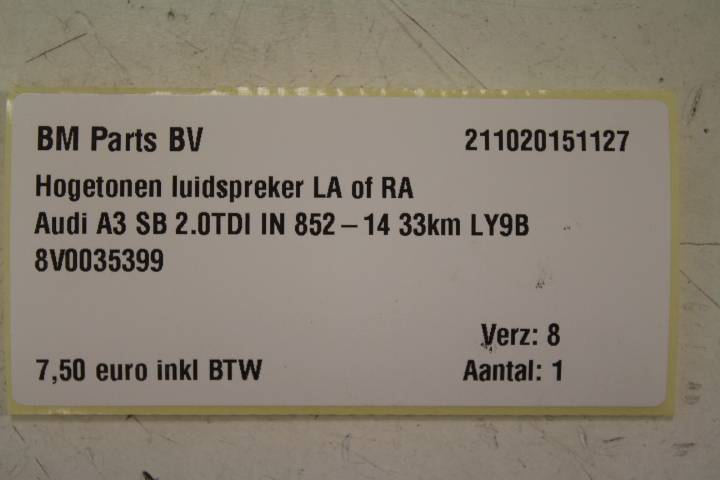 BM Parts BV 211020151127
Hogetonen luidspreker LA of RA
Audi A3 SB 2.0TDI IN 852 – 14 33km LY9B
8V0035399
Verz: 8
7,50 euro inkl BTW Aantal: 1